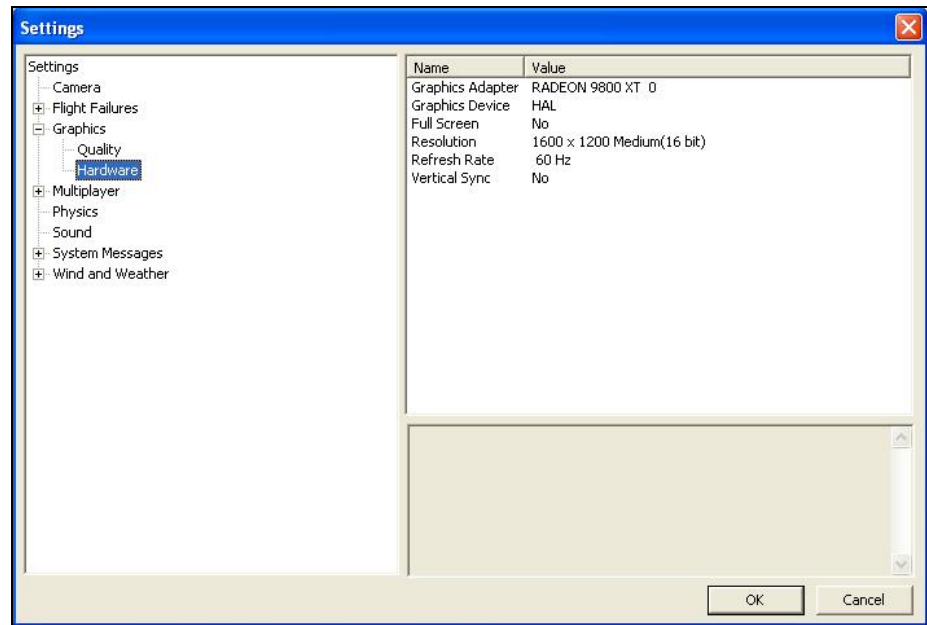 Settings
Settings
Camera
Flight Failures
Graphics
Quality
Hardware
Multiplayer
Physics
Sound
System Messages
Wind and Weather
Name Value
Graphics Adapter RADEON 9800 XT 0
Graphics Device HAL
Full Screen No
Resolution 1600 x 1200 Medium(16 bit)
Refresh Rate 60 Hz
Vertical Sync No
OK Cancel